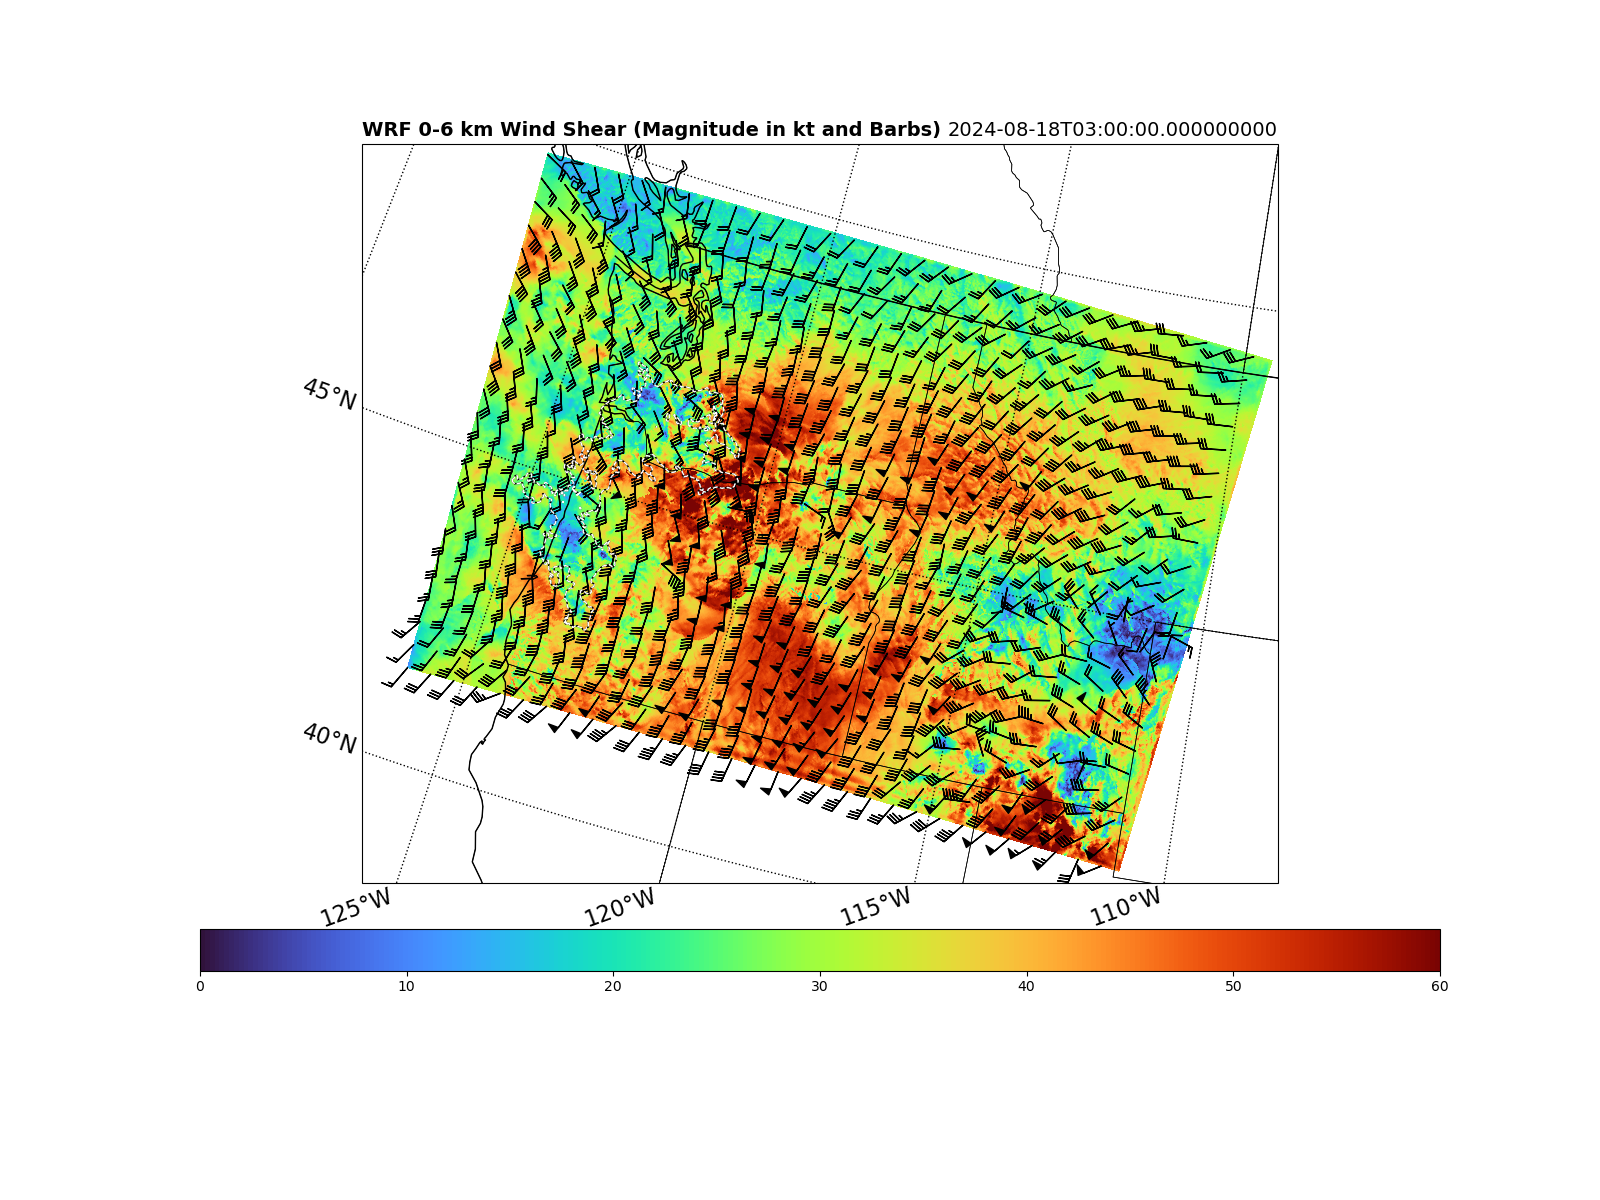 WRF 0-6 km Wind Shear (Magnitude in kt and Barbs) 2024-08-18T03:00:00.000000000
45°N
40°N
125°W 120°W 115°W 110°W
0 10 20 30 40 50 60